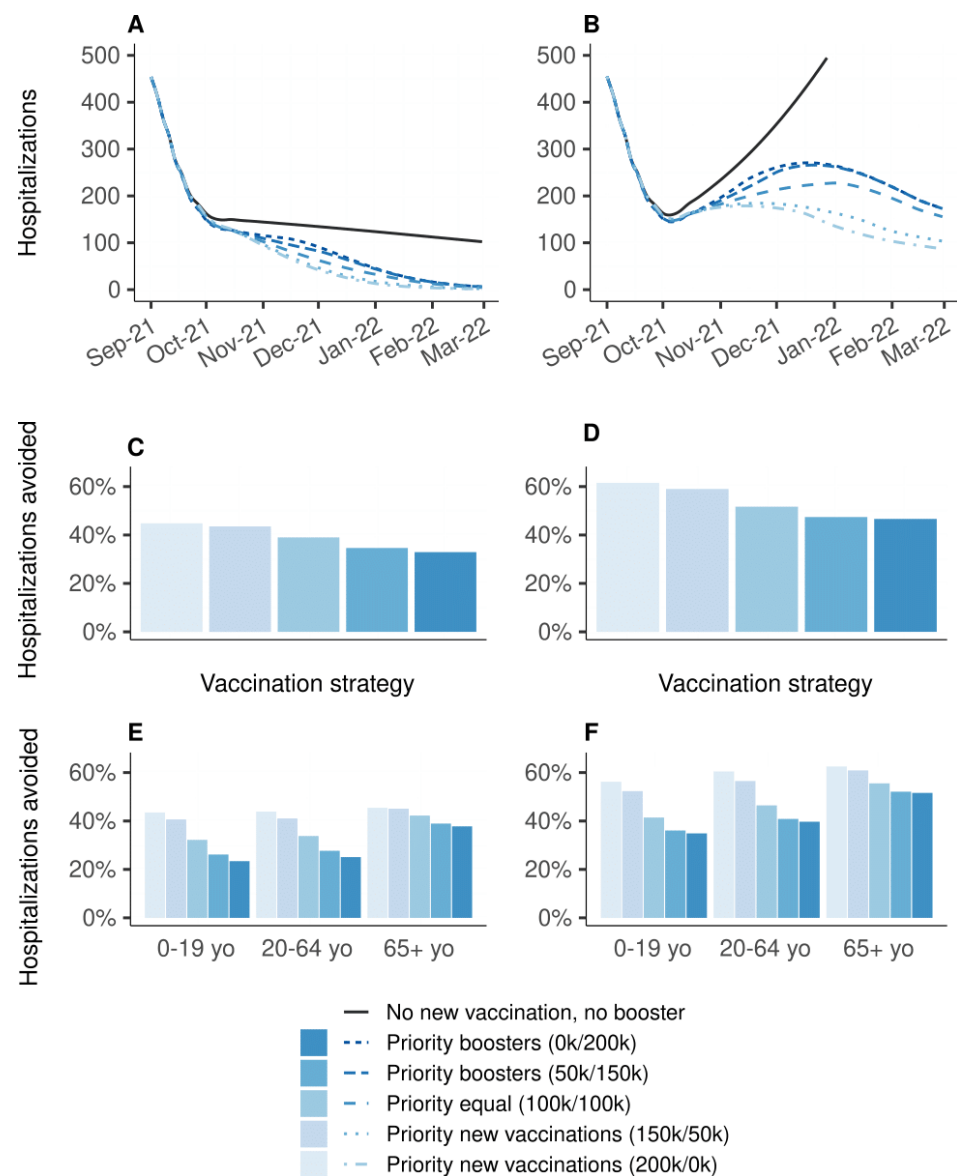 A
B
Hospitalizations
500
400
300
200
100
0
500
400
300
200
100
0
Sep-21
Oct-21
Nov-21
Dec-21
Jan-22
Feb-22
Mar-22
Sep-21
Oct-21
Nov-21
Dec-21
Jan-22
Feb-22
Mar-22
C
D
Hospitalizations avoided
60%
40%
20%
0%
60%
40%
20%
0%
Vaccination strategy
Vaccination strategy
E
F
Hospitalizations avoided
60%
40%
20%
0%
60%
40%
20%
0%
0-19 yo 20-64 yo 65+ yo
0-19 yo 20-64 yo 65+ yo
No new vaccination, no booster
Priority boosters (0k/200k)
Priority boosters (50k/150k)
Priority equal (100k/100k)
Priority new vaccinations (150k/50k)
Priority new vaccinations (200k/0k)